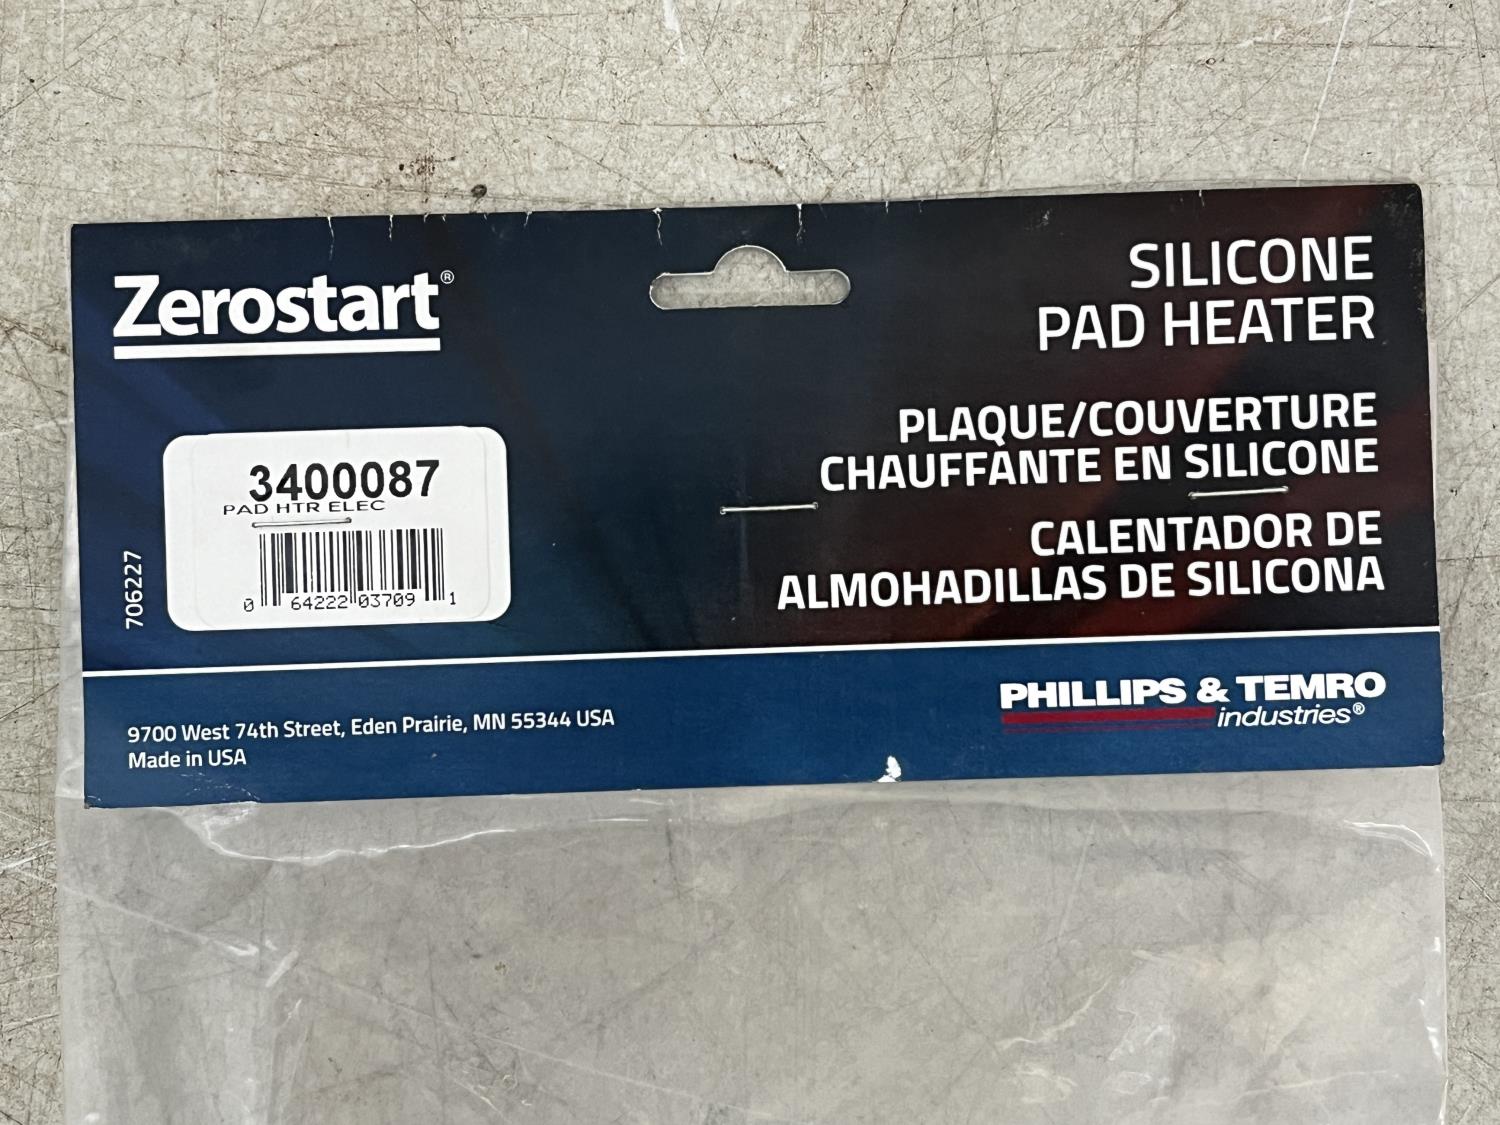 Zerostart®
SILICONE
PAD HEATER
PLAQUE/COUVERTURE
CHAUFFANTE EN SILICONE
CALENTADOR DE
ALMOHADILLAS DE SILICONA
3400087
PAD HTR ELEC
0 64222 03709 1
706227
9700 West 74th Street, Eden Prairie, MN 55344 USA
Made in USA
PHILLIPS & TEMRO
industries®